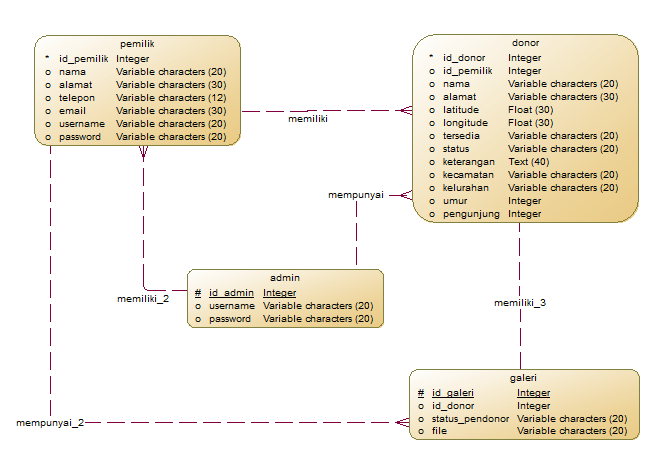 pemilik
* id_pemilik Integer
o nama Variable characters (20)
o alamat Variable characters (30)
o telepon Variable characters (12)
o email Variable characters (30)
o username Variable characters (20)
o password Variable characters (20)
donor
* id_donor Integer
o id_pemilik Integer
o nama Variable characters (20)
o alamat Variable characters (30)
o latitude Float (30)
o longitude Float (30)
o tersedia Variable characters (20)
o status Variable characters (20)
o keterangan Text (40)
o kecamatan Variable characters (20)
o kelurahan Variable characters (20)
o umur Integer
o pengunjung Integer
memiliki
mempunyai
admin
# id_admin Integer
o username Variable characters (20)
o password Variable characters (20)
memiliki_2
memiliki_3
galeri
# id_galeri Integer
o id_donor Integer
o status_pendonor Variable characters (20)
o file Variable characters (20)
mempunyai_2